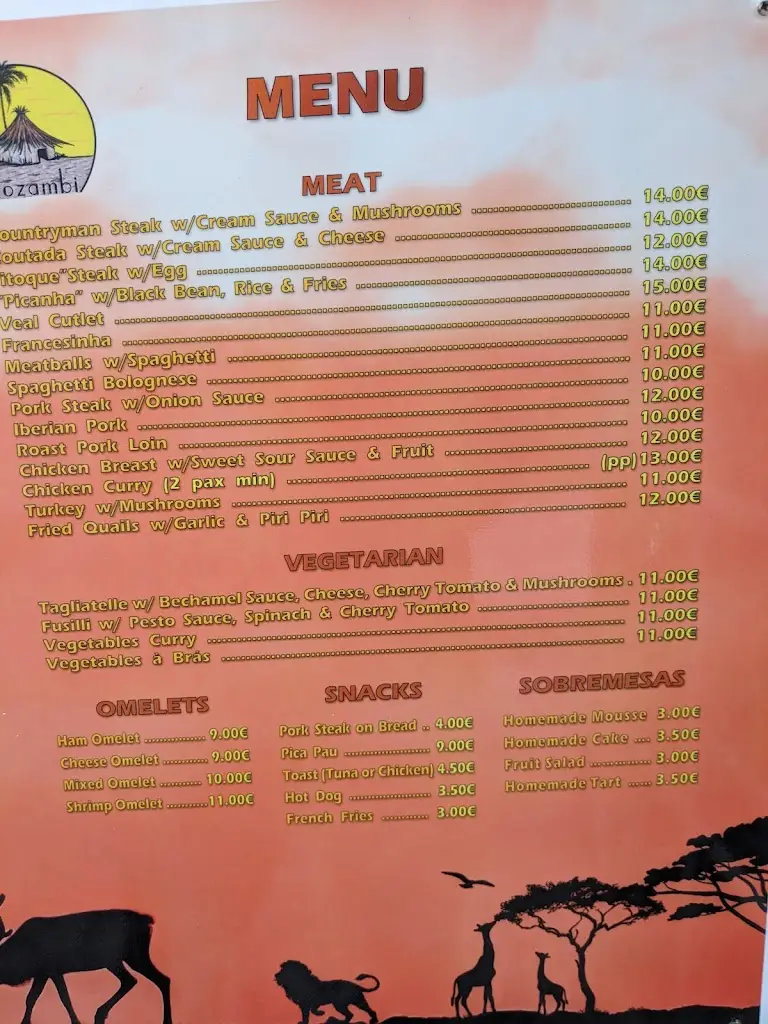 ozambi
MENU
MEAT
ountryman Steak w/Cream Sauce & Mushrooms ........ 14.00€
outada Steak w/Cream Sauce & Cheese ........ 14.00€
itoque"Steak w/Egg ........ 12.00€
"Picanha" w/Black Bean, Rice & Fries ........ 14.00€
Veal Cutlet ........ 15.00€
Francesinha ........ 11.00€
Meatballs w/Spaghetti ........ 11.00€
Spaghetti Bolognese ........ 11.00€
Pork Steak w/Onion Sauce ........ 10.00€
Iberian Pork ........ 12.00€
Roast Pork Loin ........ 10.00€
Chicken Breast w/Sweet Sour Sauce & Fruit ........ 12.00€
Chicken Curry (2 pax min) ........ (pp)13.00€
Turkey w/Mushrooms ........ 11.00€
Fried Quails w/Garlic & Piri Piri ........ 12.00€
VEGETARIAN
Tagliatelle w/ Bechamel Sauce, Cheese, Cherry Tomato & Mushrooms . 11.00€
Fusilli w/ Pesto Sauce, Spinach & Cherry Tomato ........ 11.00€
Vegetables Curry ........ 11.00€
Vegetables à Brás ........ 11.00€
OMELETS
Ham Omelet ........ 9.00€
Cheese Omelet ........ 9.00€
Mixed Omelet ........ 10.00€
Shrimp Omelet ........ 11.00€
SNACKS
Pork Steak on Bread .. 4.00€
Pica Pau ........ 9.00€
Toast (Tuna or Chicken) 4.50€
Hot Dog ........ 3.50€
French Fries ........ 3.00€
SOBREMESAS
Homemade Mousse 3.00€
Homemade Cake .... 3.50€
Fruit Salad ........ 3.00€
Homemade Tart ...... 3.50€